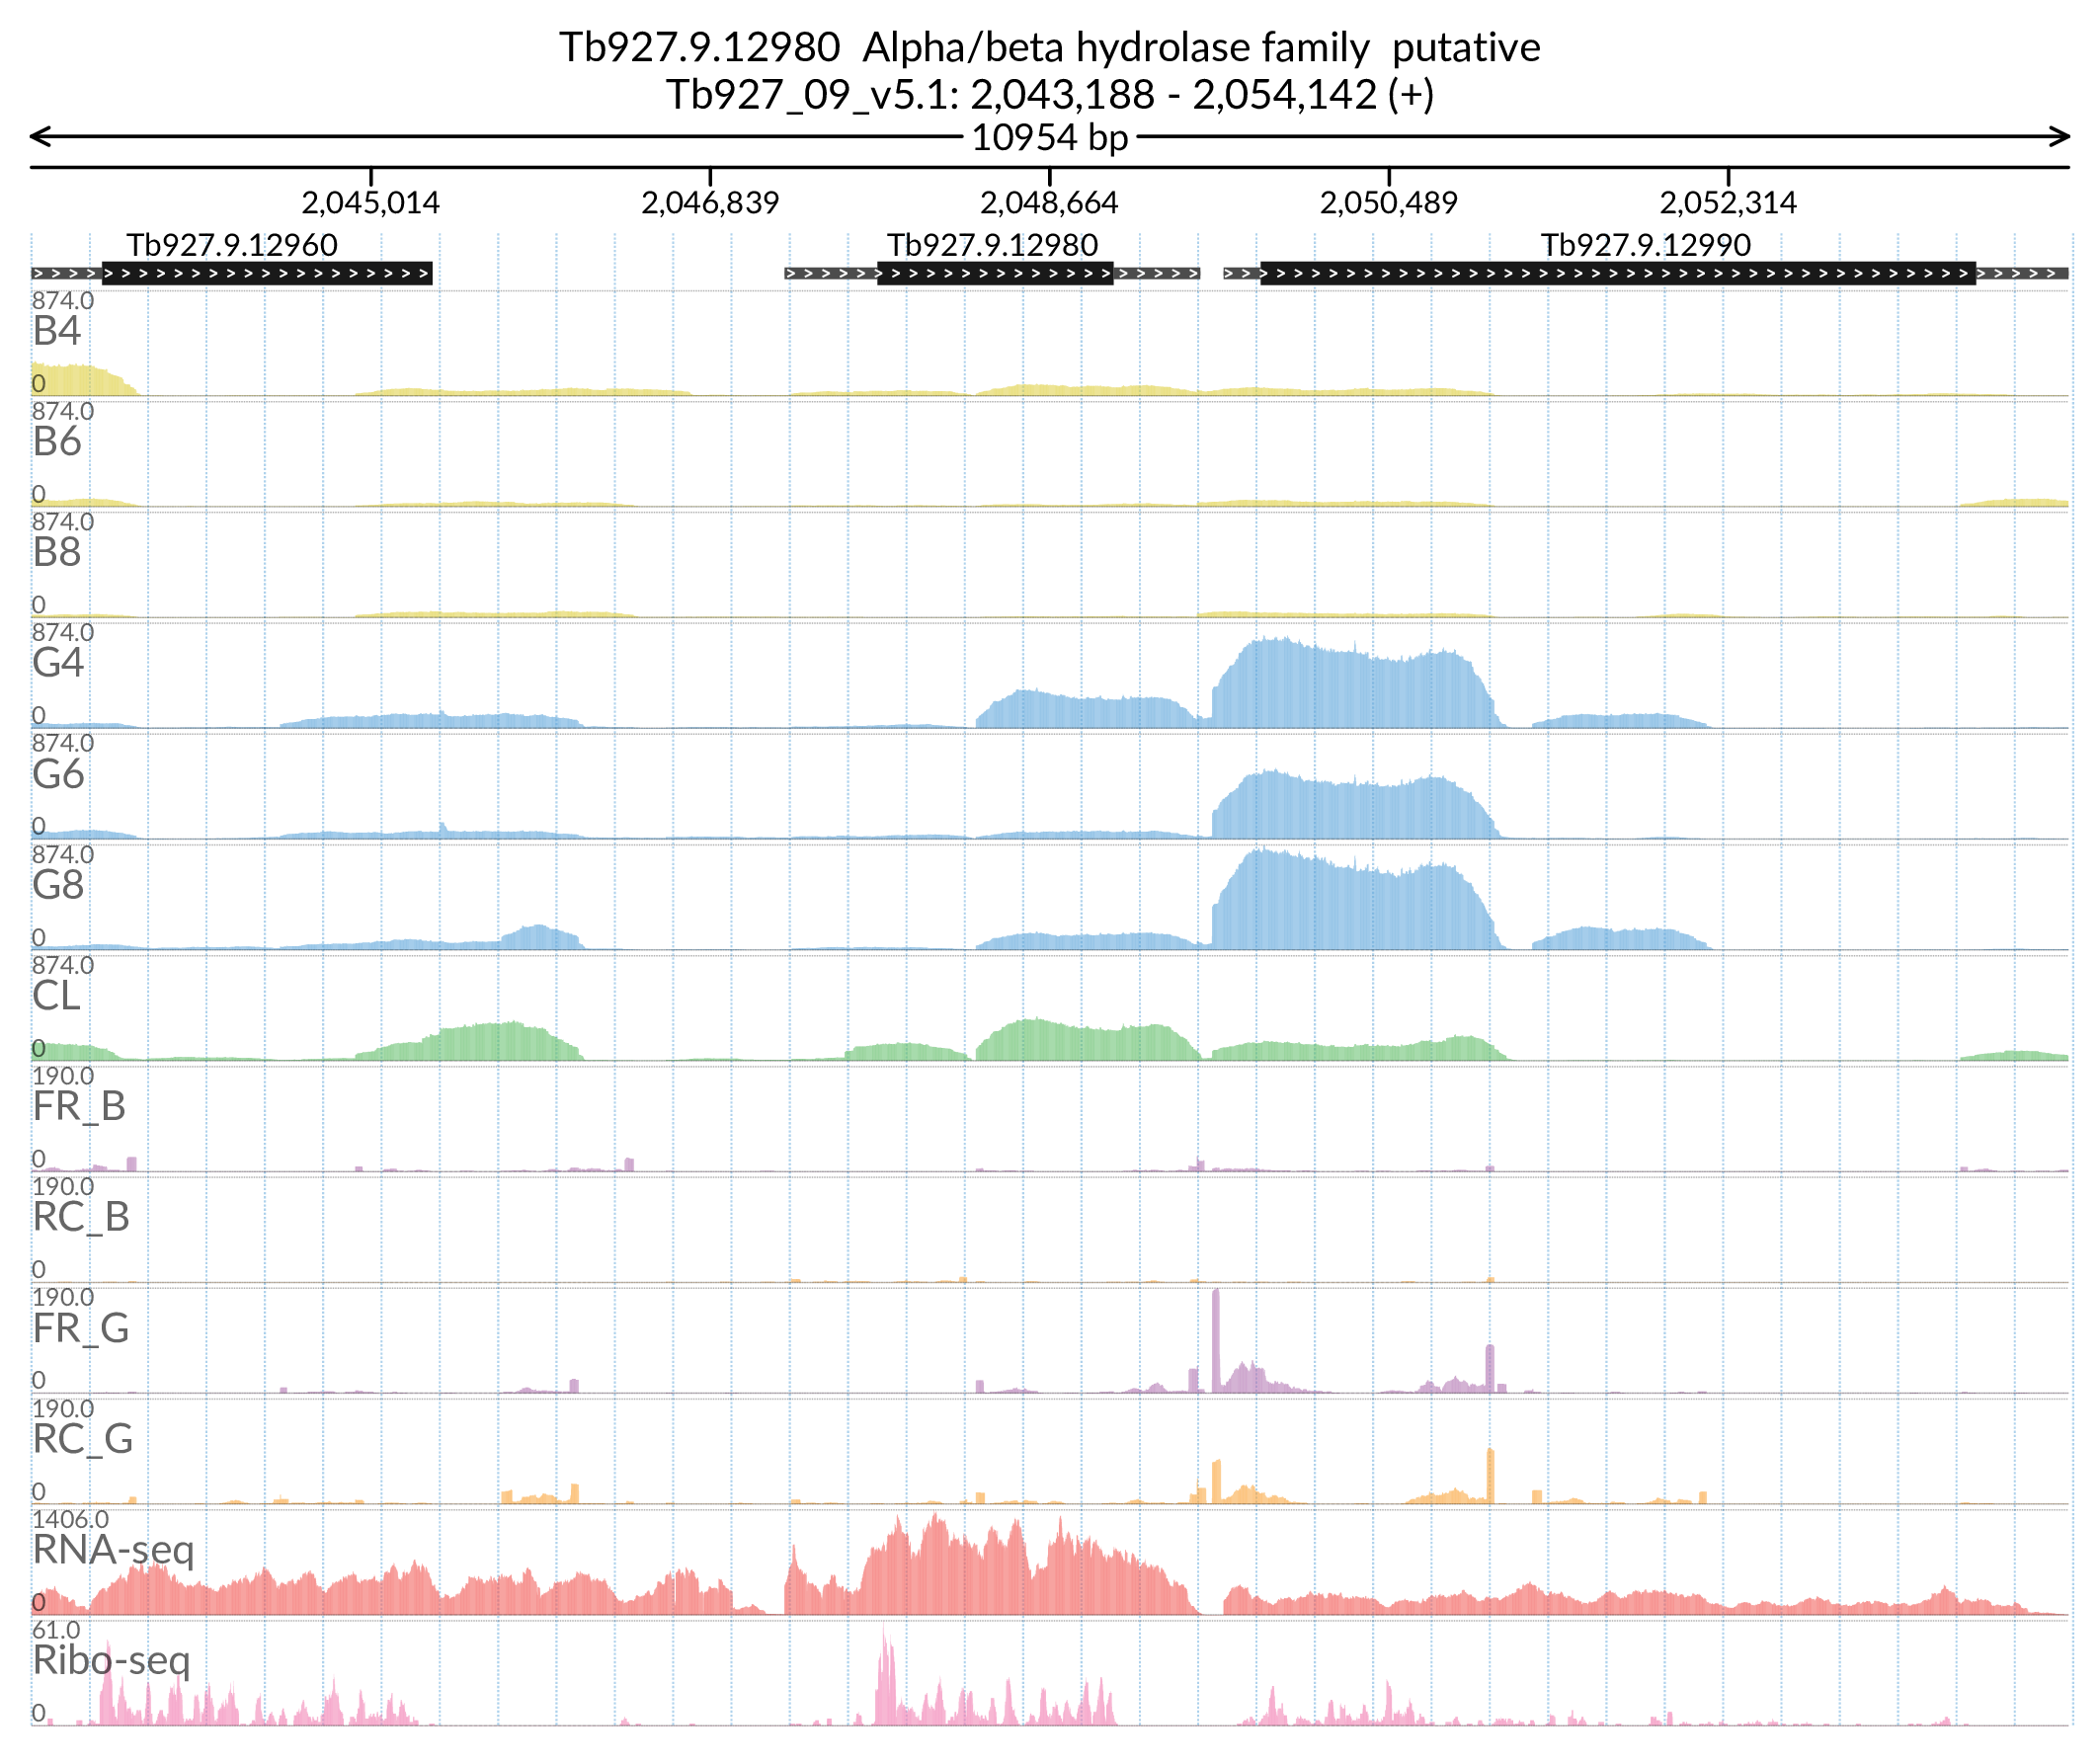 Tb927.9.12980  Alpha/beta hydrolase family  putative
Tb927_09_v5.1: 2,043,188 - 2,054,142 (+)
10954 bp
2,045,014 2,046,839 2,048,664 2,050,489 2,052,314
Tb927.9.12960 Tb927.9.12980 Tb927.9.12990
874.0
B4
0
874.0
B6
0
874.0
B8
0
874.0
G4
0
874.0
G6
0
874.0
G8
0
874.0
CL
0
190.0
FR_B
0
190.0
RC_B
0
190.0
FR_G
0
190.0
RC_G
0
1406.0
RNA-seq
0
61.0
Ribo-seq
0